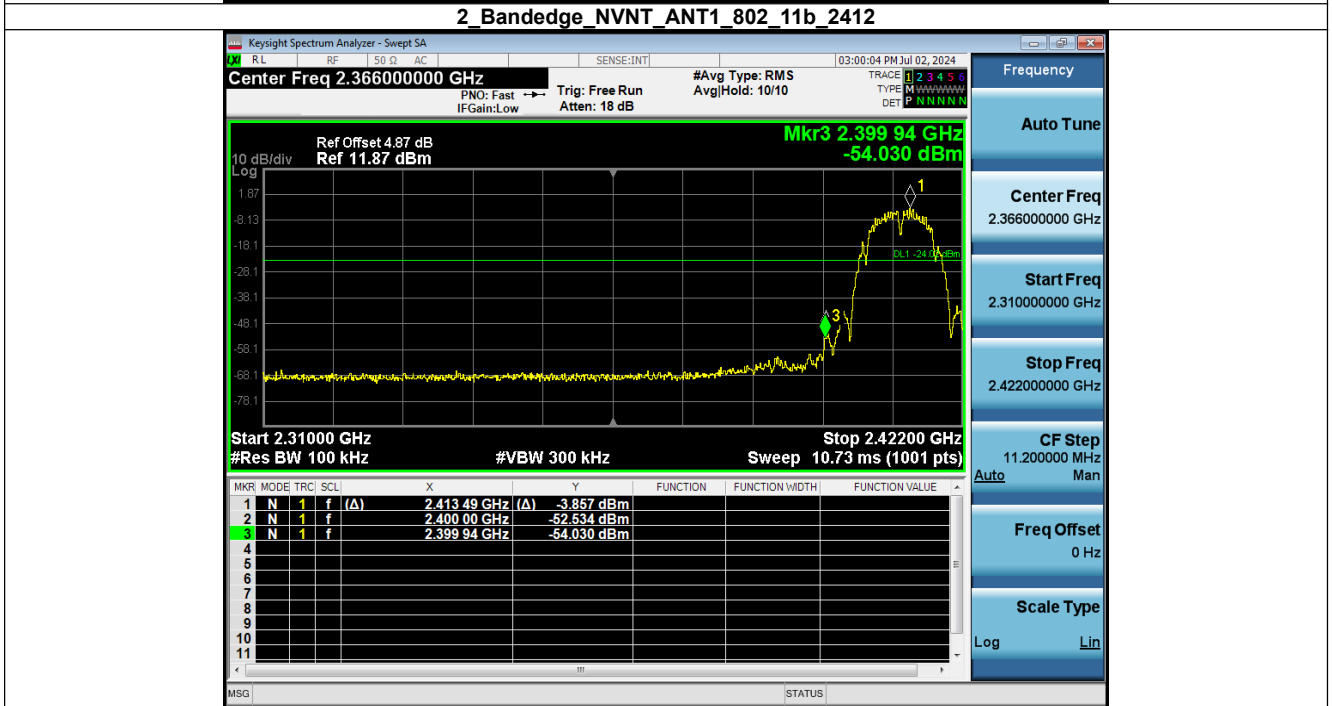 2_Bandedge_NVNT_ANT1_802_11b_2412
Keysight Spectrum Analyzer - Swept SA
LXI RL RF 50 Ω AC SENSE:INT 03:00:04 PM Jul 02, 2024
Center Freq 2.366000000 GHz
PNO: Fast
IFGain:Low
Trig: Free Run
Atten: 18 dB
#Avg Type: RMS
Avg|Hold: 10/10
TRACE 1 2 3 4 5 6
TYPE M WWWWW
DET P N N N N N
Mkr3 2.399 94 GHz
-54.030 dBm
Ref Offset 4.87 dB
10 dB/div Ref 11.87 dBm
Log
1.87
-8.13
-18.1
-28.1
-38.1
-48.1
-58.1
-68.1
-78.1
1
3
Start 2.31000 GHz Stop 2.42200 GHz
#Res BW 100 kHz #VBW 300 kHz Sweep 10.73 ms (1001 pts)
MKR MODE TRC SCL X Y FUNCTION FUNCTION WIDTH FUNCTION VALUE
1 N 1 f (Δ) 2.413 49 GHz (Δ) -3.857 dBm
2 N 1 f 2.400 00 GHz -52.534 dBm
3 N 1 f 2.399 94 GHz -54.030 dBm
4
5
6
7
8
9
10
11
MSG STATUS
Frequency
Auto Tune
Center Freq
2.366000000 GHz
Start Freq
2.310000000 GHz
Stop Freq
2.422000000 GHz
CF Step
11.200000 MHz
Auto Man
Freq Offset
0 Hz
Scale Type
Log Lin